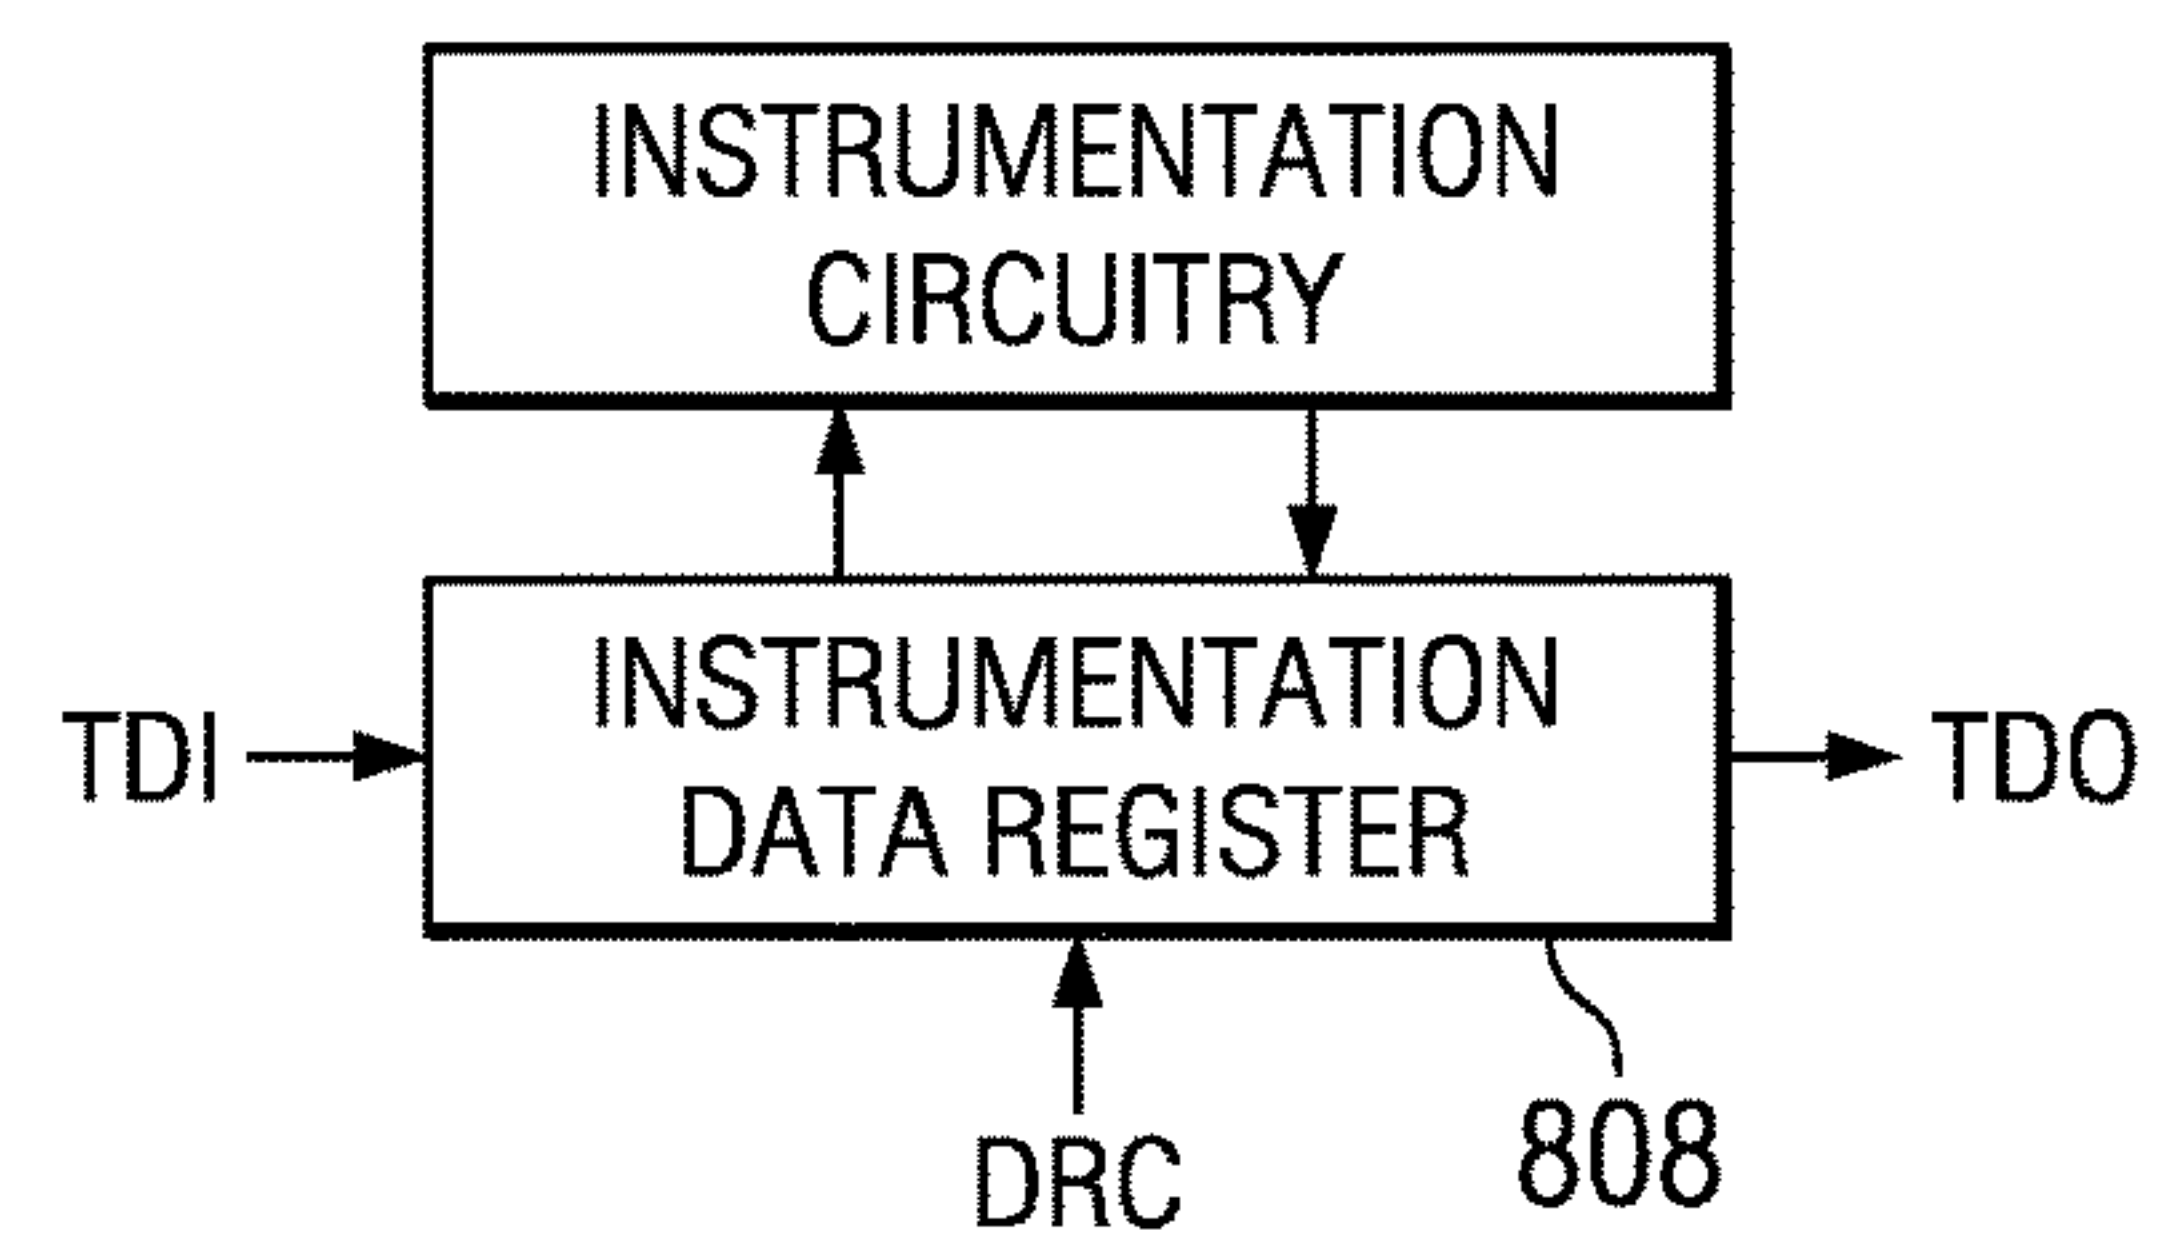 INSTRUMENTATION
CIRCUITRY
INSTRUMENTATION
DATA REGISTER
TDI
TDO
DRC
808